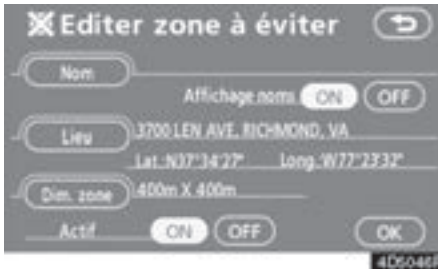 Editer zone à éviter
Nom
Affichage noms ON OFF
Lieu 3700 LEN AVE, RICHMOND, VA
Lat :N37°34'27" Long :W77°23'32"
Dim. zone 400m X 400m
Actif ON OFF OK
4D5046F